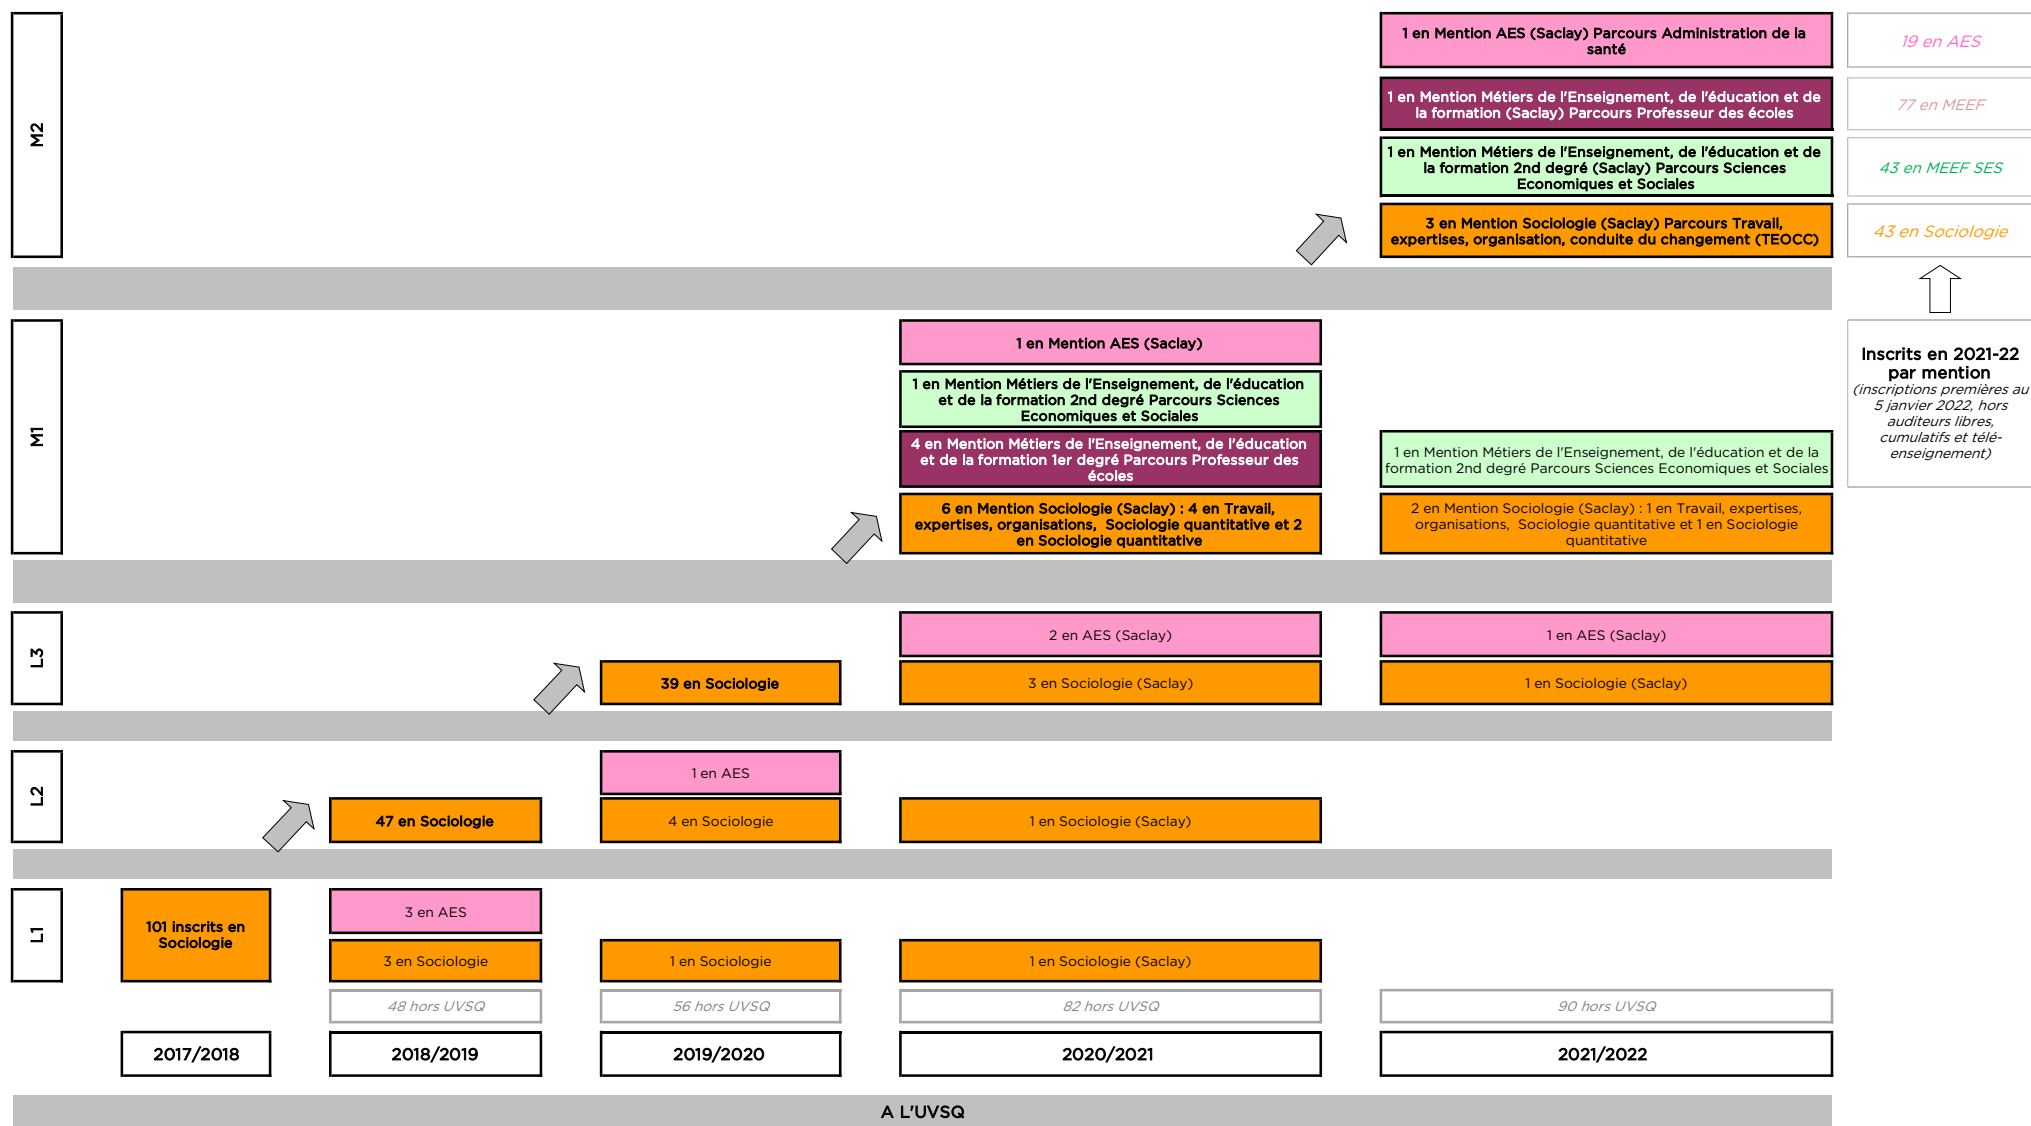 M2
1 en Mention AES (Saclay) Parcours Administration de la
santé
19 en AES
1 en Mention Métiers de l'Enseignement, de l'éducation et de
la formation (Saclay) Parcours Professeur des écoles
77 en MEEF
1 en Mention Métiers de l'Enseignement, de l'éducation et de
la formation 2nd degré (Saclay) Parcours Sciences
Economiques et Sociales
43 en MEEF SES
3 en Mention Sociologie (Saclay) Parcours Travail,
expertises, organisation, conduite du changement (TEOCC)
43 en Sociologie
M1
1 en Mention AES (Saclay)
1 en Mention Métiers de l'Enseignement, de l'éducation
et de la formation 2nd degré Parcours Sciences
Economiques et Sociales
4 en Mention Métiers de l'Enseignement, de l'éducation
et de la formation 1er degré Parcours Professeur des
écoles
6 en Mention Sociologie (Saclay) : 4 en Travail,
expertises, organisations, Sociologie quantitative et 2
en Sociologie quantitative
1 en Mention Métiers de l'Enseignement, de l'éducation et de la
formation 2nd degré Parcours Sciences Economiques et Sociales
2 en Mention Sociologie (Saclay) : 1 en Travail, expertises,
organisations, Sociologie quantitative et 1 en Sociologie
quantitative
Inscrits en 2021-22
par mention
(inscriptions premières au
5 janvier 2022, hors
auditeurs libres,
cumulatifs et télé-
enseignement)
L3
39 en Sociologie
2 en AES (Saclay)
3 en Sociologie (Saclay)
1 en AES (Saclay)
1 en Sociologie (Saclay)
L2
47 en Sociologie
1 en AES
4 en Sociologie
1 en Sociologie (Saclay)
L1
101 inscrits en
Sociologie
3 en AES
3 en Sociologie
1 en Sociologie
1 en Sociologie (Saclay)
48 hors UVSQ
56 hors UVSQ
82 hors UVSQ
90 hors UVSQ
2017/2018
2018/2019
2019/2020
2020/2021
2021/2022
A L'UVSQ